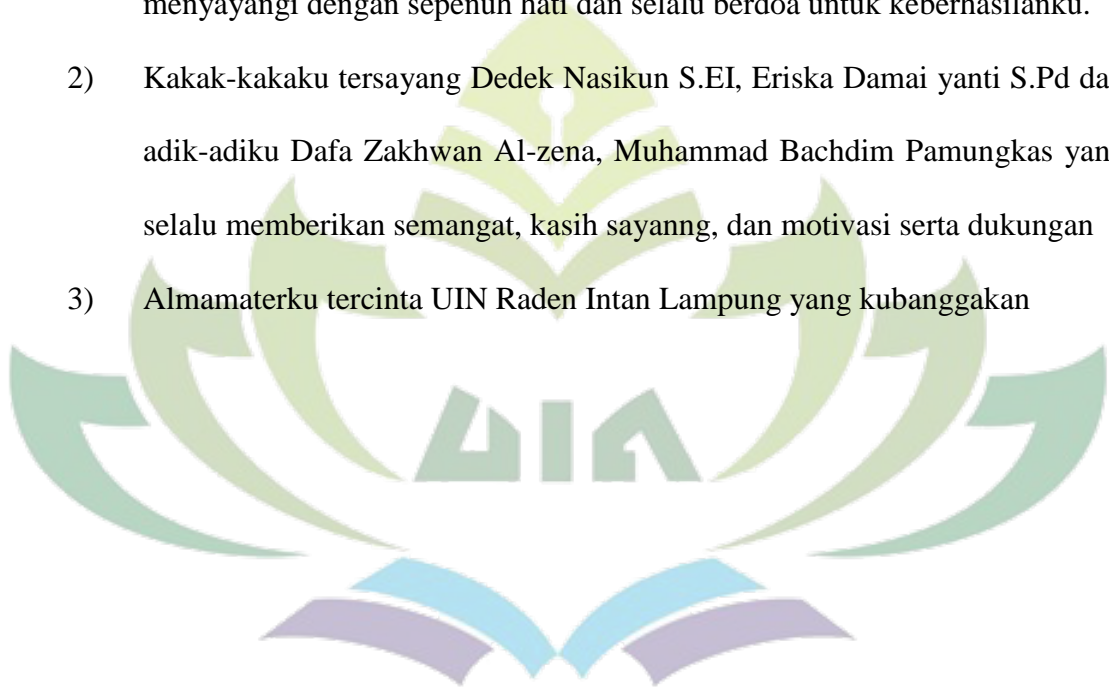 menyayangi dengan sepenuh hati dan selalu berdoa untuk keberhasilanku.
2) Kakak-kakaku tersayang Dedek Nasikun S.EI, Eriska Damai yanti S.Pd da
adik-adiku Dafa Zakhwan Al-zena, Muhammad Bachdim Pamungkas yan
selalu memberikan semangat, kasih sayanng, dan motivasi serta dukungan
3) Almamaterku tercinta UIN Raden Intan Lampung yang kubanggakan
UIN